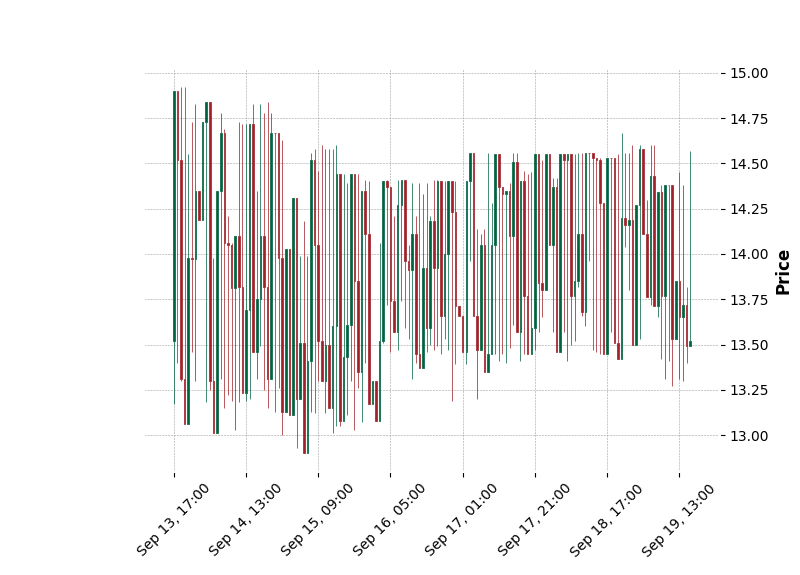 15.00
14.75
14.50
14.25
14.00
13.75
13.50
13.25
13.00
Price
Sep 13, 17:00
Sep 14, 13:00
Sep 15, 09:00
Sep 16, 05:00
Sep 17, 01:00
Sep 17, 21:00
Sep 18, 17:00
Sep 19, 13:00